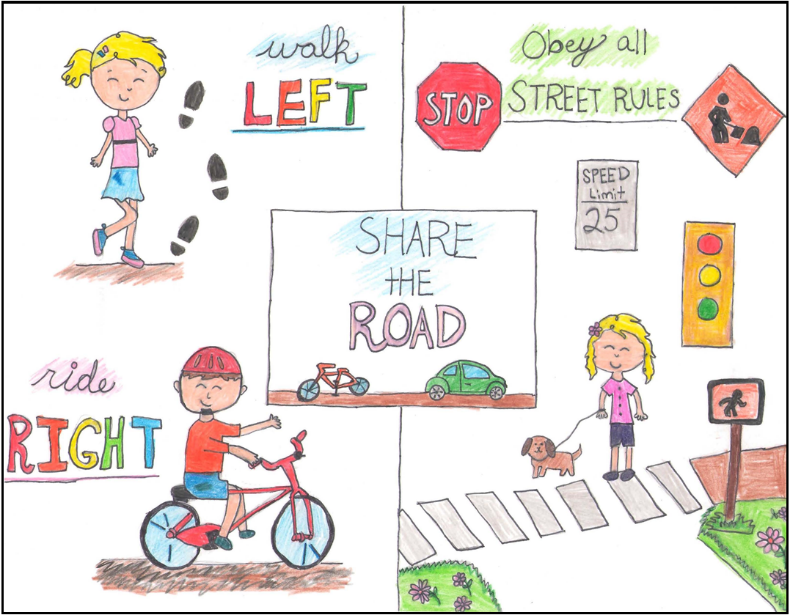 walk
LEFT
Obey all
STREET RULES
STOP
SPEED
Limit
25
SHARE
THE
ROAD
ride
RIGHT